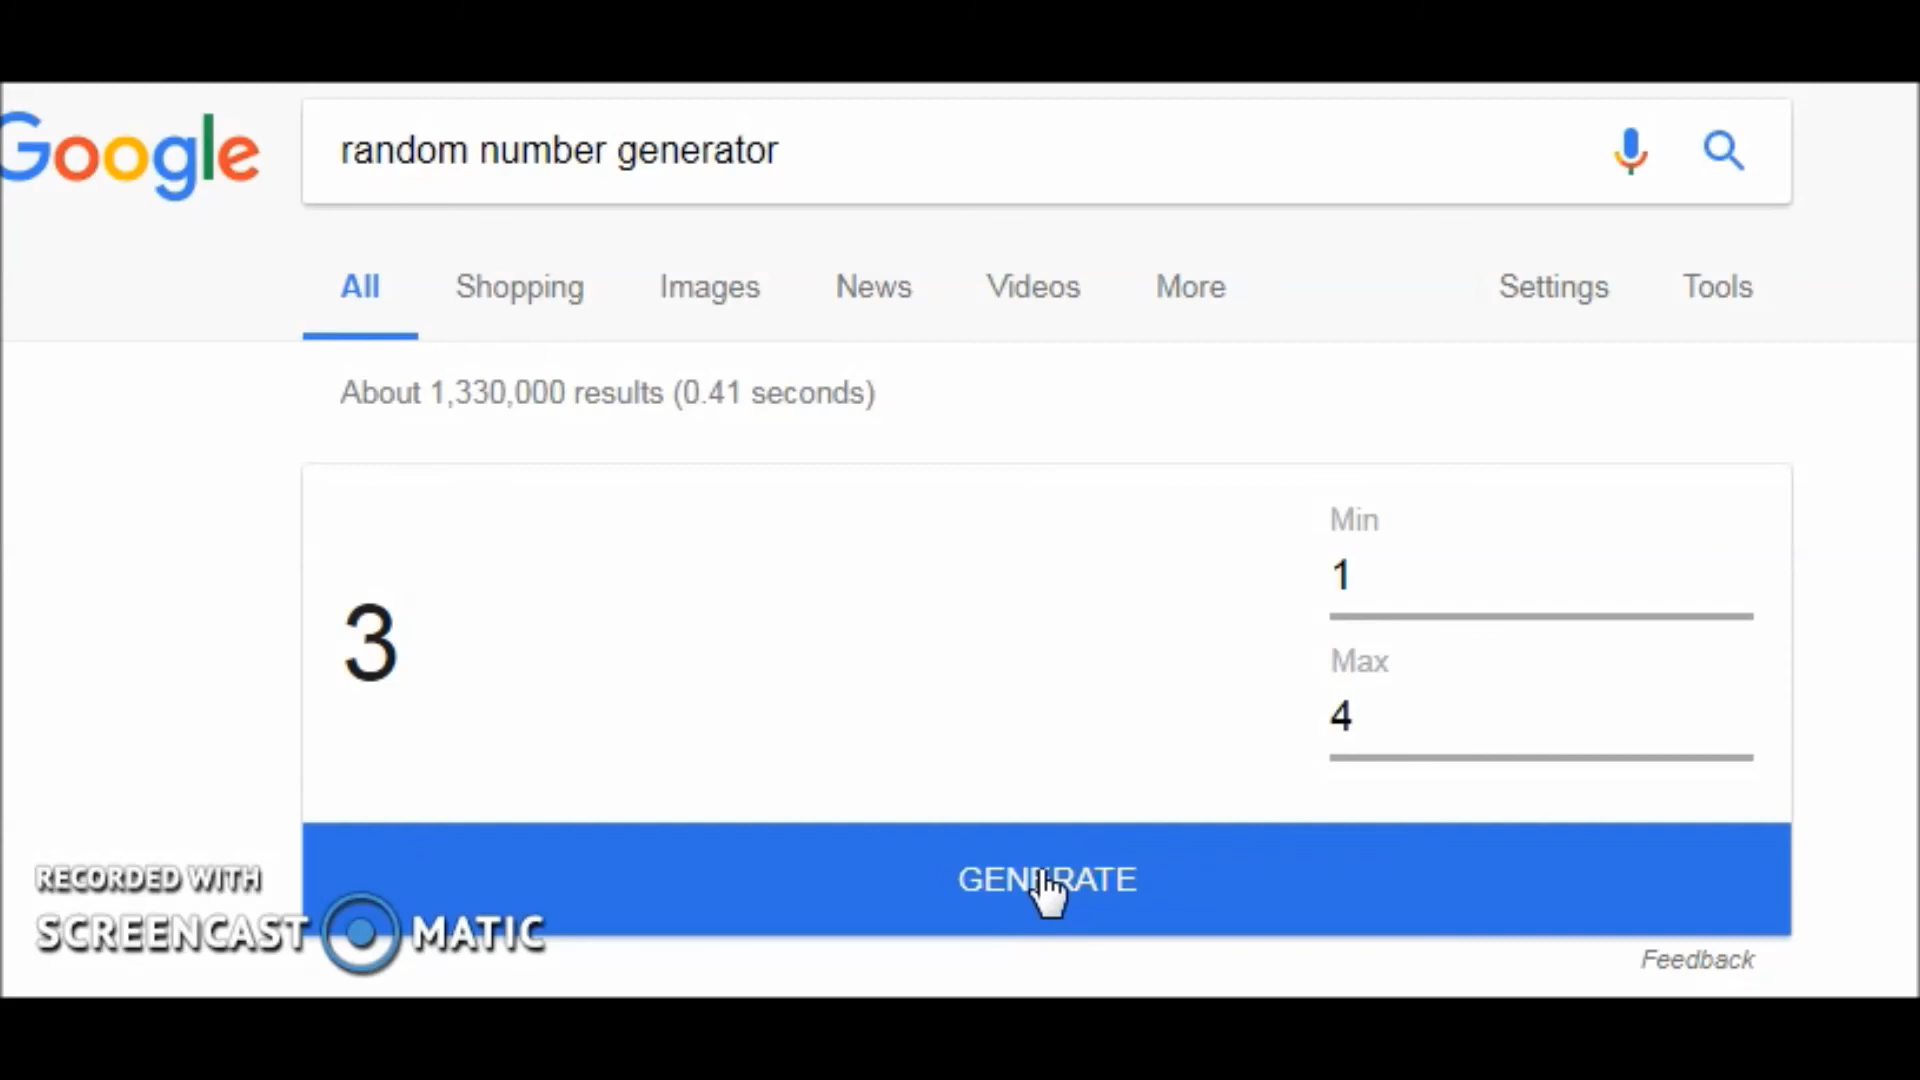 Google
random number generator
All Shopping Images News Videos More Settings Tools
About 1,330,000 results (0.41 seconds)
Min
1
3
Max
4
GENERATE
RECORDED WITH
SCREENCAST MATIC
Feedback